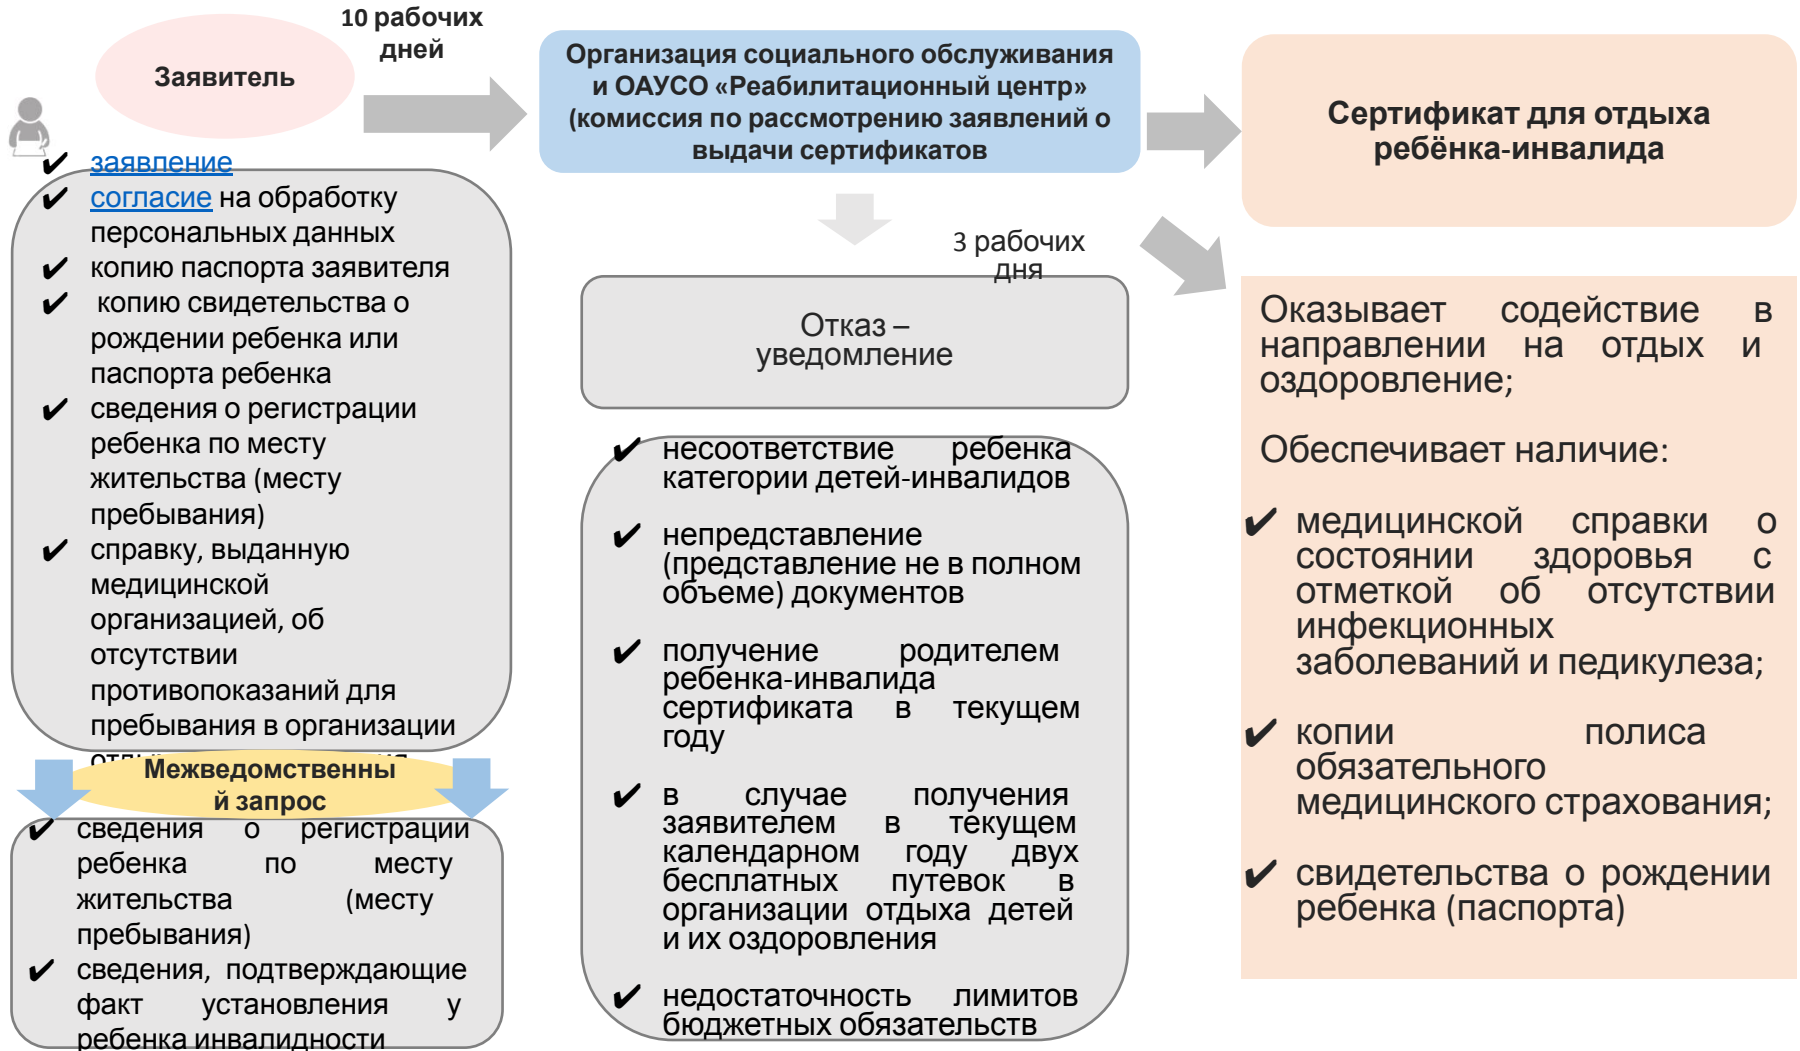 Заявитель
10 рабочих
дней
Организация социального обслуживания
и ОАУСО «Реабилитационный центр»
(комиссия по рассмотрению заявлений о
выдачи сертификатов
Сертификат для отдыха
ребёнка-инвалида
✔ заявление
✔ согласие на обработку
персональных данных
✔ копию паспорта заявителя
✔ копию свидетельства о
рождении ребенка или
паспорта ребенка
✔ сведения о регистрации
ребенка по месту
жительства (месту
пребывания)
✔ справку, выданную
медицинской
организацией, об
отсутствии
противопоказаний для
пребывания в организации
Межведомственны
й запрос
✔ сведения о регистрации
ребенка по месту
жительства (месту
пребывания)
✔ сведения, подтверждающие
факт установления у
ребенка инвалидности
3 рабочих
дня
Отказ –
уведомление
✔ несоответствие ребенка
категории детей-инвалидов
✔ непредставление
(представление не в полном
объеме) документов
✔ получение родителем
ребенка-инвалида
сертификата в текущем
году
✔ в случае получения
заявителем в текущем
календарном году двух
бесплатных путевок в
организации отдыха детей
и их оздоровления
✔ недостаточность лимитов
бюджетных обязательств
Оказывает содействие в
направлении на отдых и
оздоровление;
Обеспечивает наличие:
✔ медицинской справки о
состоянии здоровья с
отметкой об отсутствии
инфекционных
заболеваний и педикулеза;
✔ копии полиса
обязательного
медицинского страхования;
✔ свидетельства о рождении
ребенка (паспорта)